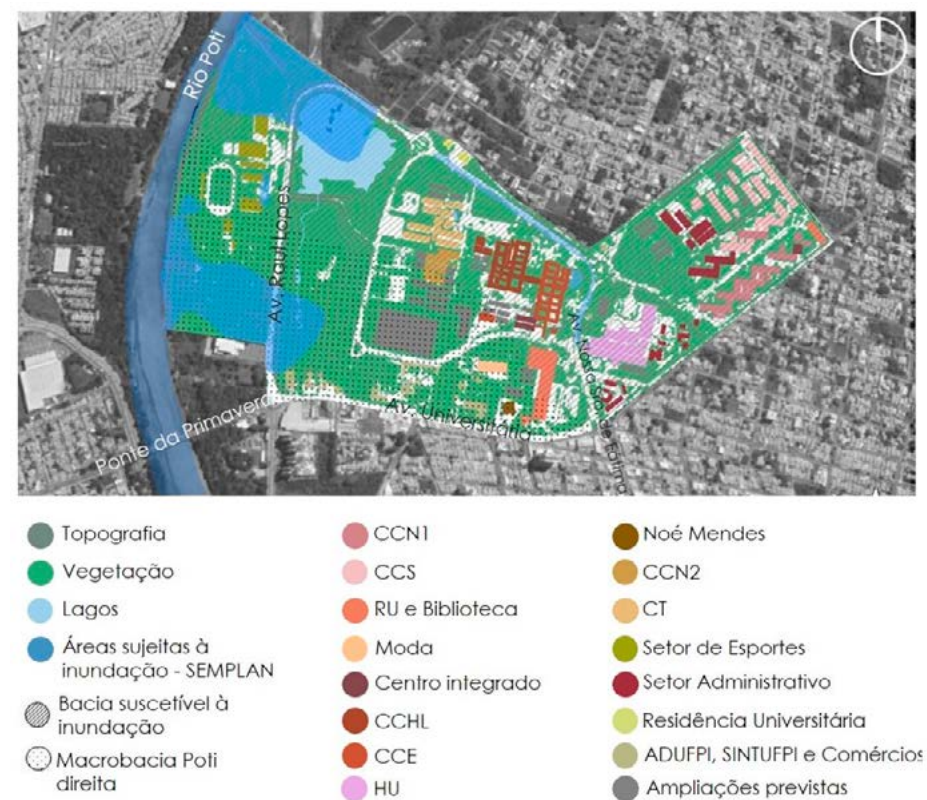 Rio Poti
Av. Raul Lopes
Ponte da Primavera
Av. Universitária
Topografia
Vegetação
Lagos
Áreas sujeitas à
inundação - SEMPLAN
Bacia suscetível à
inundação
Macrobacia Poti
direita
CCN1
CCS
RU e Biblioteca
Moda
Centro integrado
CCHL
CCE
HU
Noé Mendes
CCN2
CT
Setor de Esportes
Setor Administrativo
Residência Universitária
ADUFPI, SINTUFPI e Comércios
Ampliações previstas